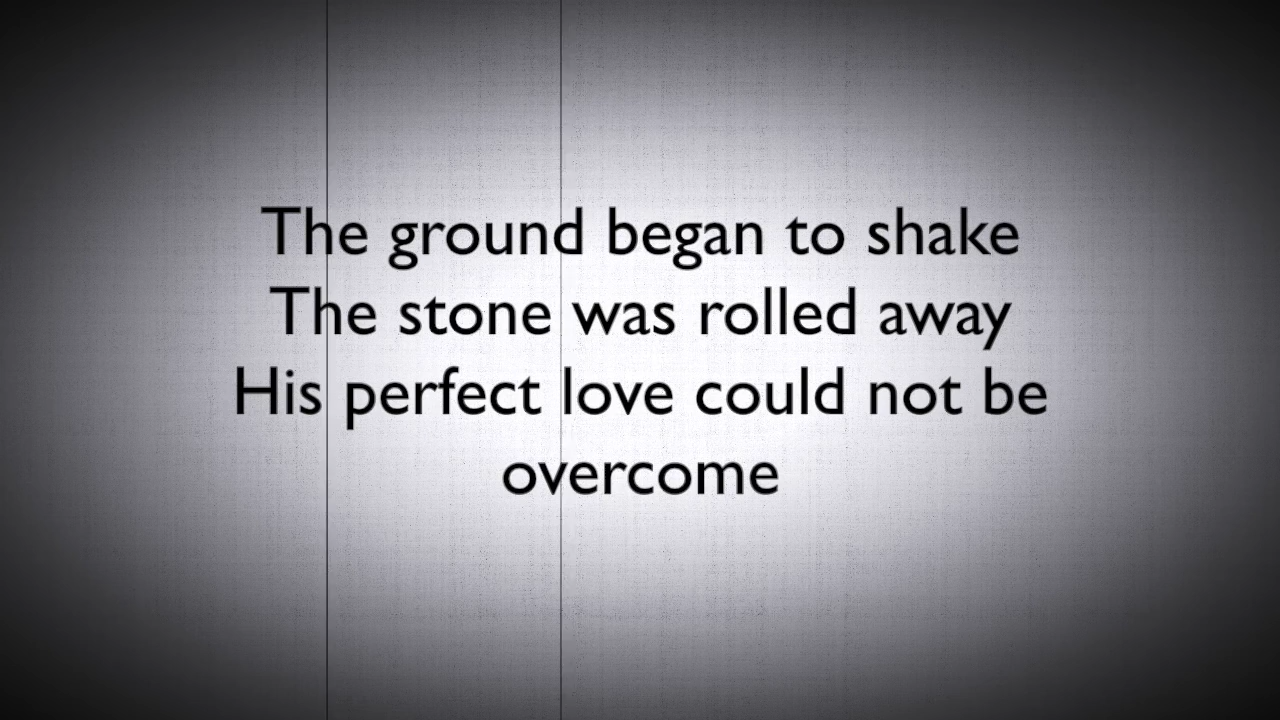 The ground began to shake
The stone was rolled away
His perfect love could not be
overcome